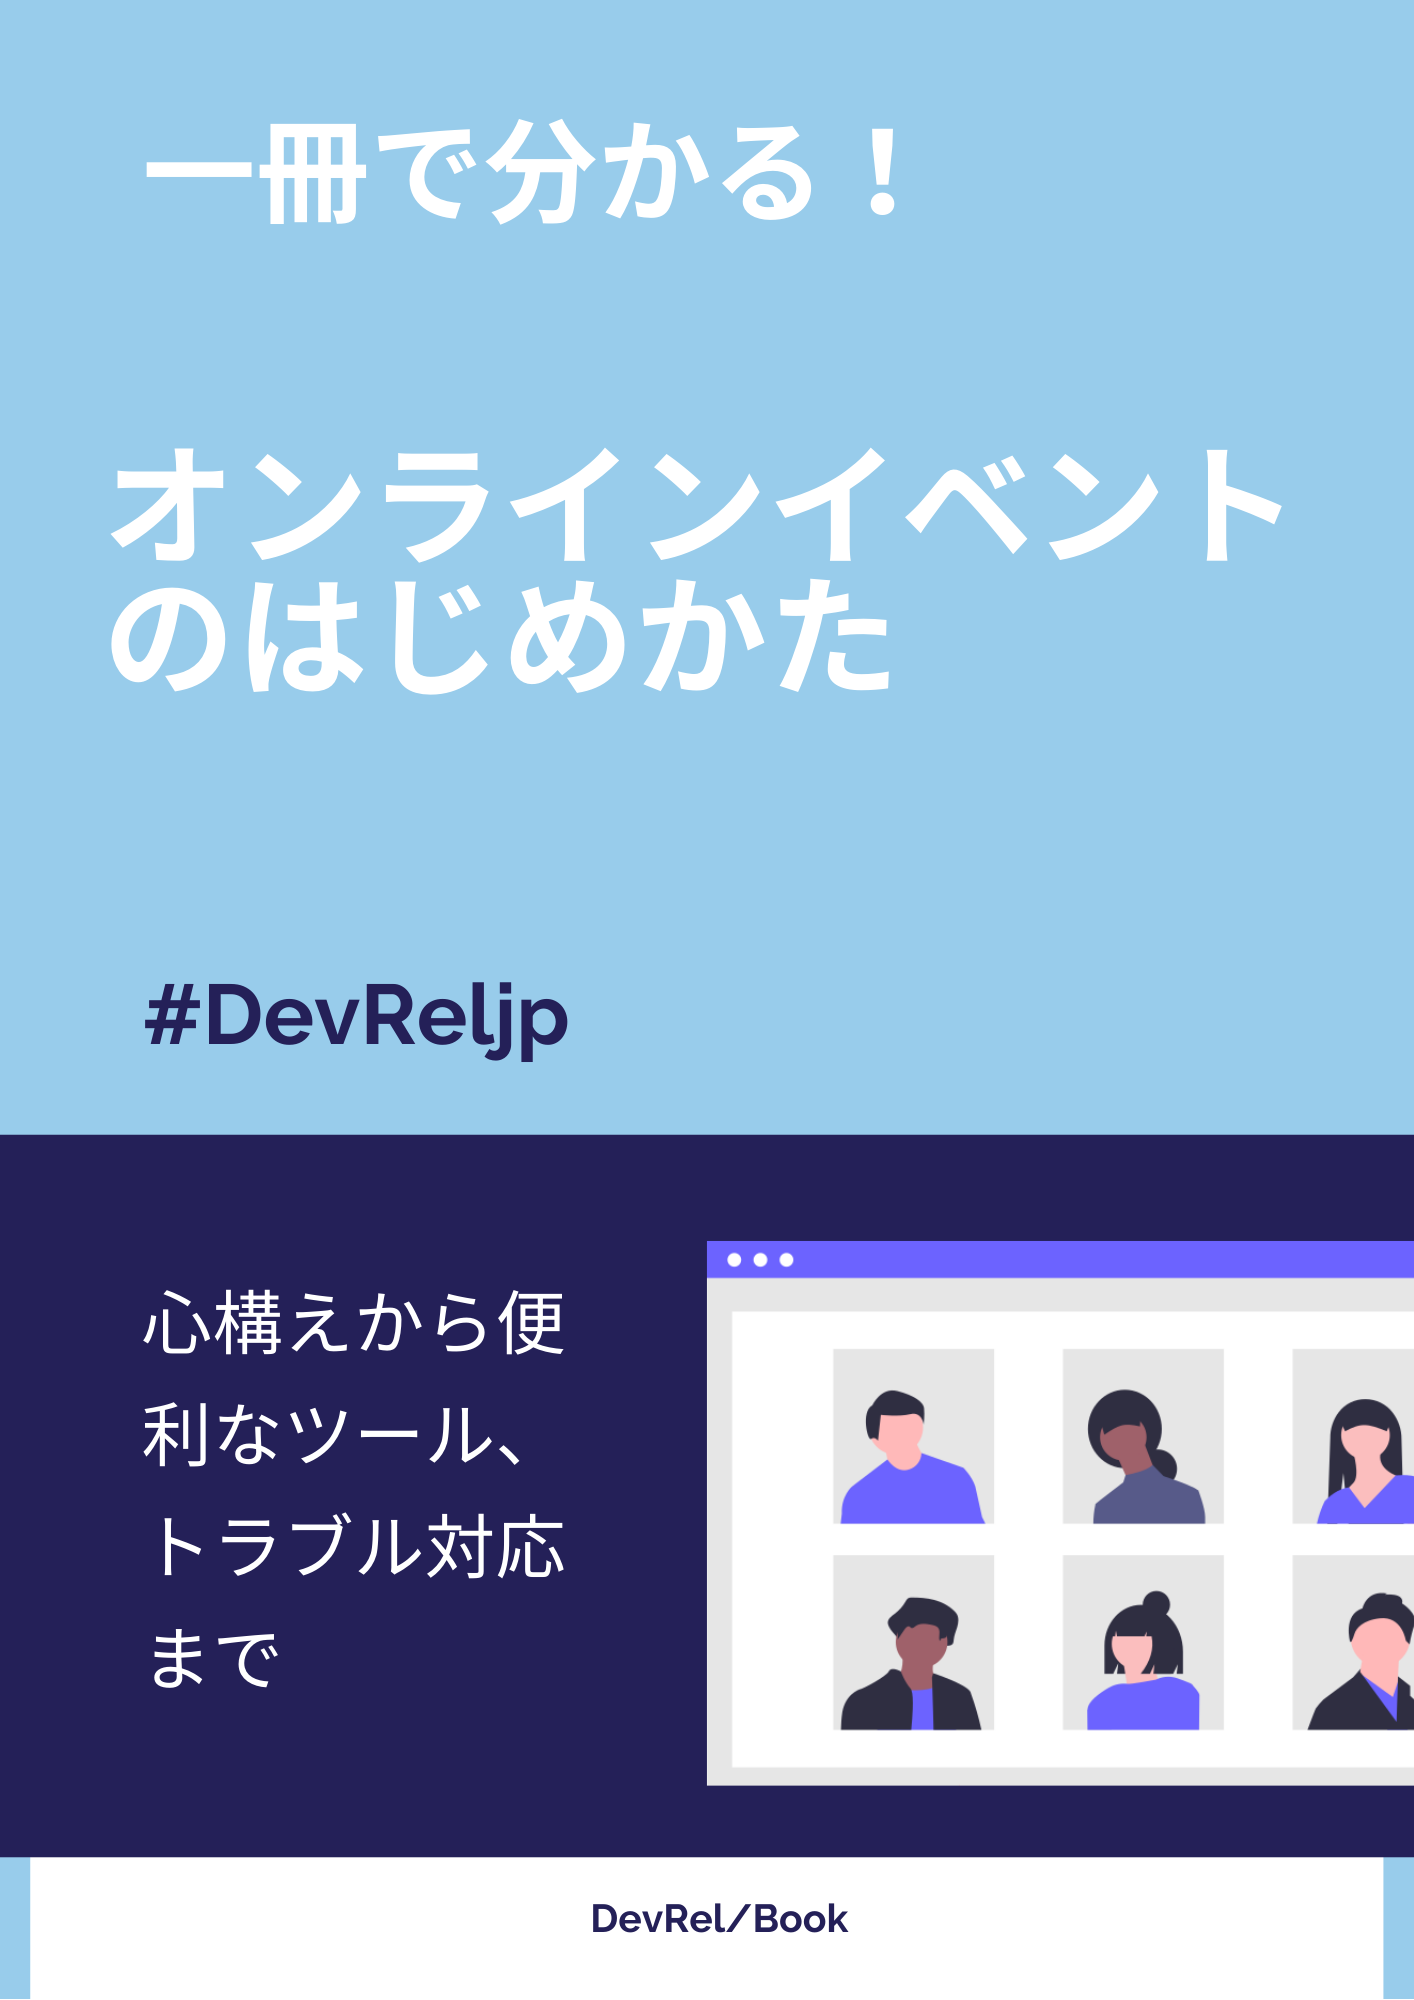 一冊で分かる！
オンラインイベント
のはじめかた
#DevReljp
心構えから便
利なツール、
トラブル対応
まで
DevRel/Book